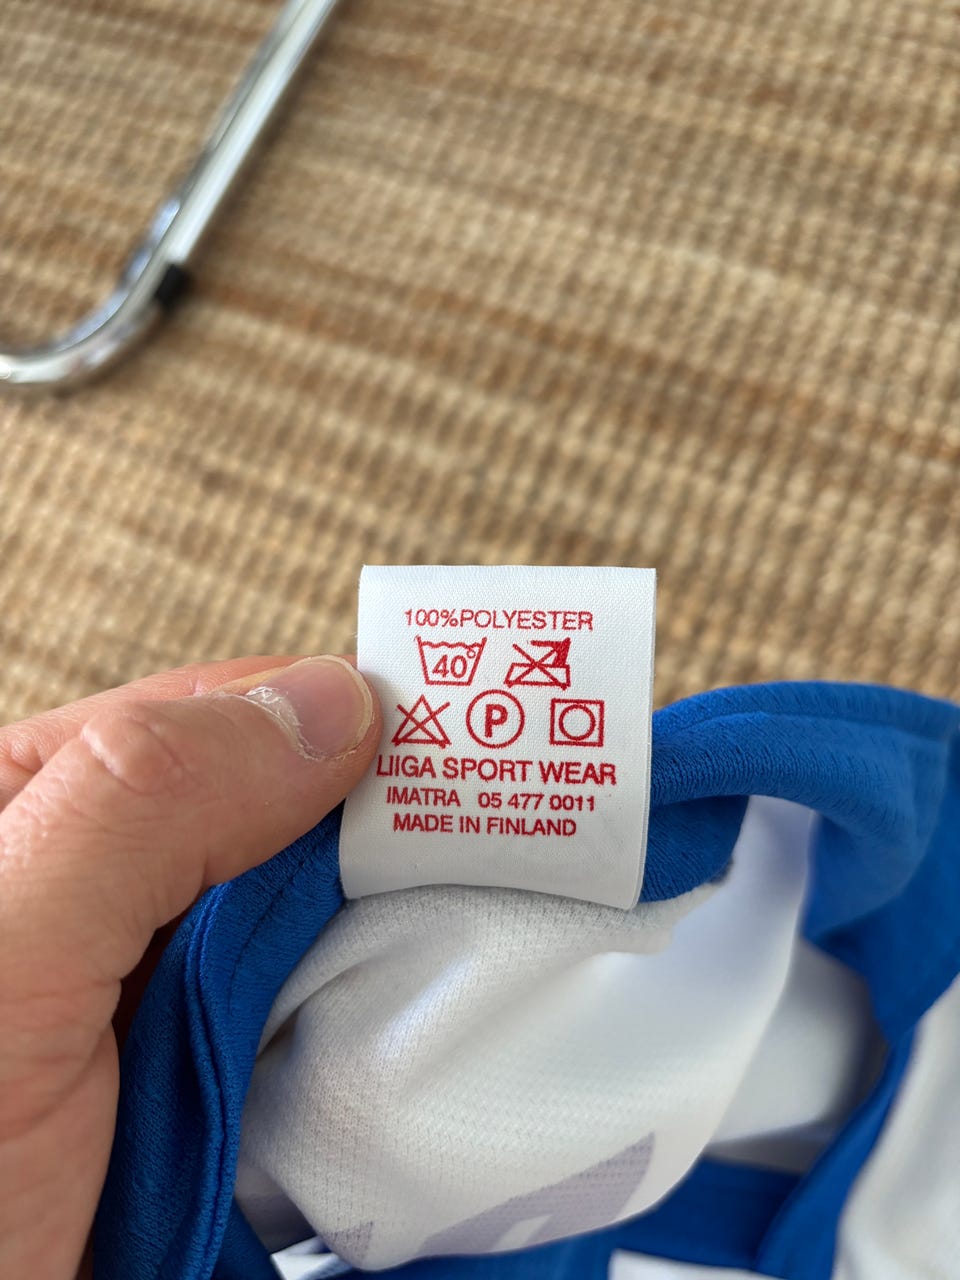 100%POLYESTER
40°
P
LIIGA SPORT WEAR
IMATRA 05 477 0011
MADE IN FINLAND